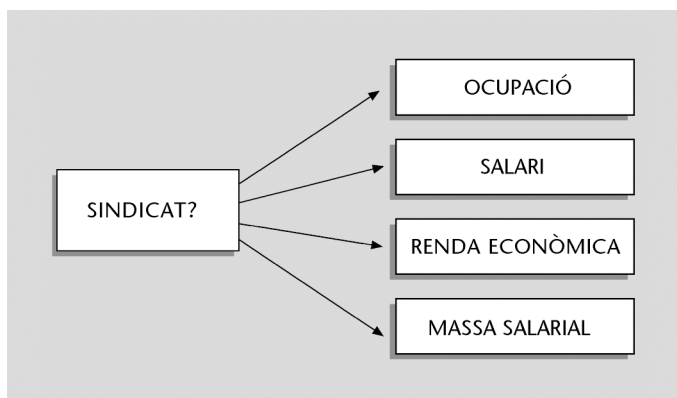 SINDICAT?
OCUPACIÓ
SALARI
RENDA ECONÒMICA
MASSA SALARIAL